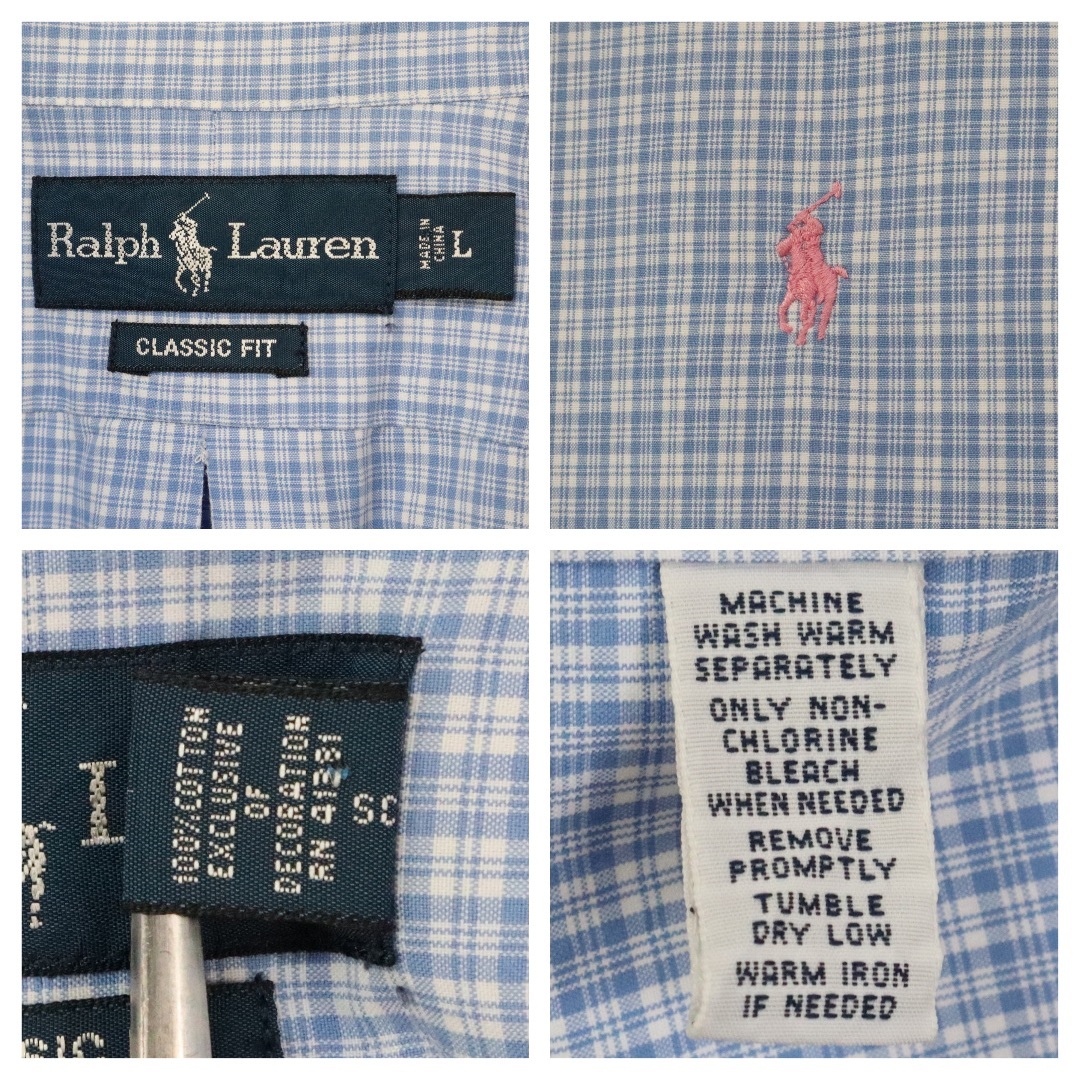 Ralph Lauren
MADE IN
CHINA
L
CLASSIC FIT
100% COTTON
EXCLUSIVE
OF
DECORATION
RN 41381
SIC
MACHINE
WASH WARM
SEPARATELY
ONLY NON-
CHLORINE
BLEACH
WHEN NEEDED
REMOVE
PROMPTLY
TUMBLE
DRY LOW
WARM IRON
IF NEEDED